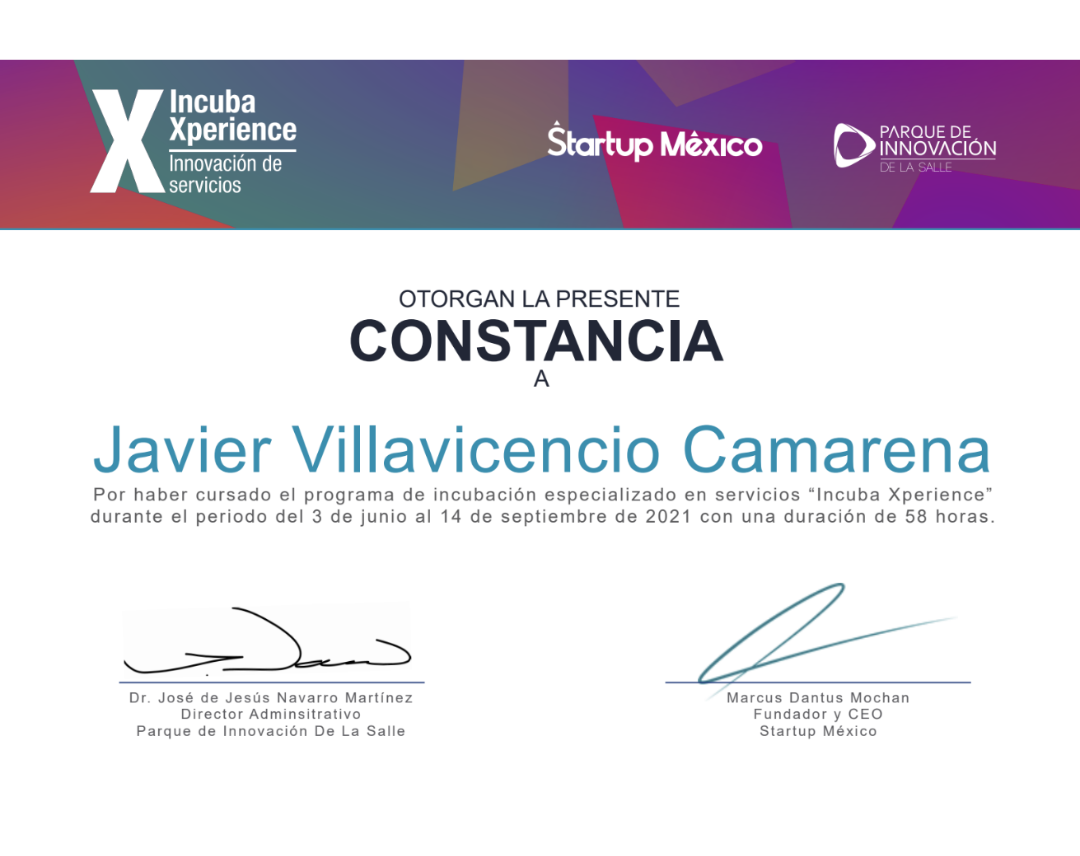 X Incuba
Xperience
Innovación de
servicios
Startup México
PARQUE DE
INNOVACIÓN
DE LA SALLE
OTORGAN LA PRESENTE
CONSTANCIA
A
Javier Villavicencio Camarena
Por haber cursado el programa de incubación especializado en servicios “Incuba Xperience”
durante el periodo del 3 de junio al 14 de septiembre de 2021 con una duración de 58 horas.
Dr. José de Jesús Navarro Martínez
Director Adminsitrativo
Parque de Innovación De La Salle
Marcus Dantus Mochan
Fundador y CEO
Startup México